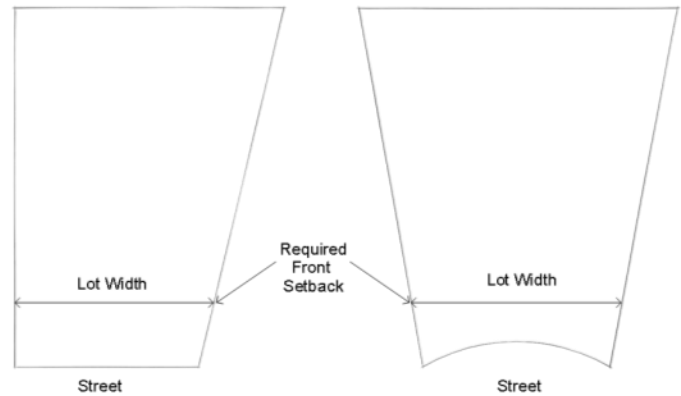 Required
Front
Setback
Lot Width
Lot Width
Street
Street